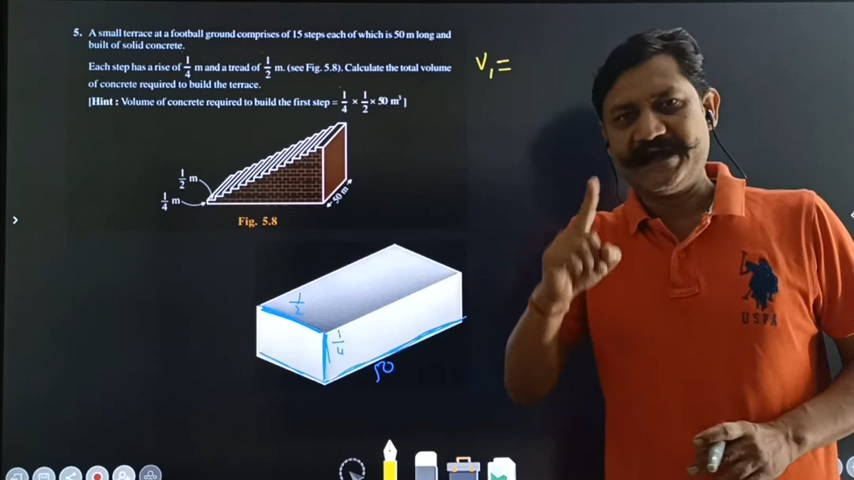 5. A small terrace at a football ground comprises of 15 steps each of which is 50 m long and
built of solid concrete.
Each step has a rise of 1/4 m and a tread of 1/2 m. (see Fig. 5.8). Calculate the total volume
of concrete required to build the terrace.
[Hint : Volume of concrete required to build the first step = 1/4 × 1/2 × 50 m³]
V₁ =
1/2 m
1/4 m
50 m
Fig. 5.8
1/2
1/4
50
USPA